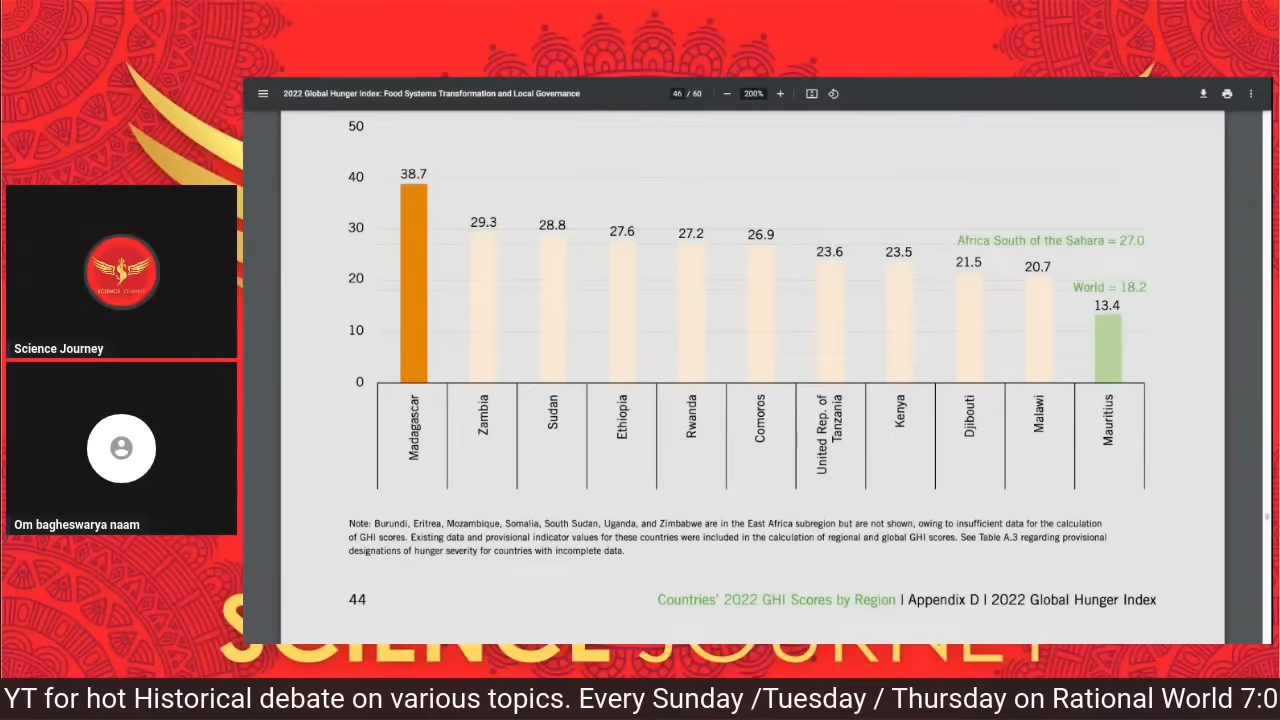 2022 Global Hunger Index: Food Systems Transformation and Local Governance
46 / 60
200%
50
40
30
20
10
0
38.7
29.3
28.8
27.6
27.2
26.9
23.6
23.5
21.5
20.7
13.4
Africa South of the Sahara = 27.0
World = 18.2
Madagascar
Zambia
Sudan
Ethiopia
Rwanda
Comoros
United Rep. of
Tanzania
Kenya
Djibouti
Malawi
Mauritius
Note: Burundi, Eritrea, Mozambique, Somalia, South Sudan, Uganda, and Zimbabwe are in the East Africa subregion but are not shown, owing to insufficient data for the calculation
of GHI scores. Existing data and provisional indicator values for these countries were included in the calculation of regional and global GHI scores. See Table A.3 regarding provisional
designations of hunger severity for countries with incomplete data.
44
Countries' 2022 GHI Scores by Region | Appendix D | 2022 Global Hunger Index
SCIENCE JOURNEY
Science Journey
Om bagheswarya naam
SCIENCE JOURNEY
YT for hot Historical debate on various topics. Every Sunday /Tuesday / Thursday on Rational World 7:0